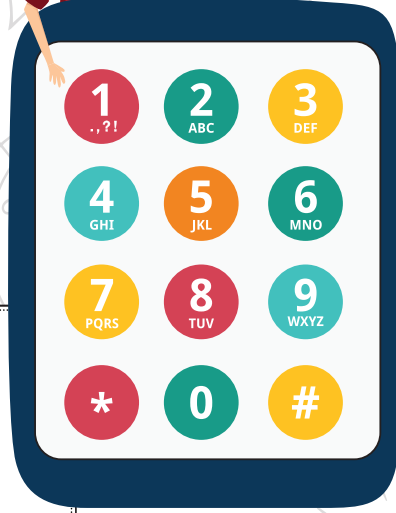 1 2 3
.,?! ABC DEF
4 5 6
GHI JKL MNO
7 8 9
PQRS TUV WXYZ
* 0 #